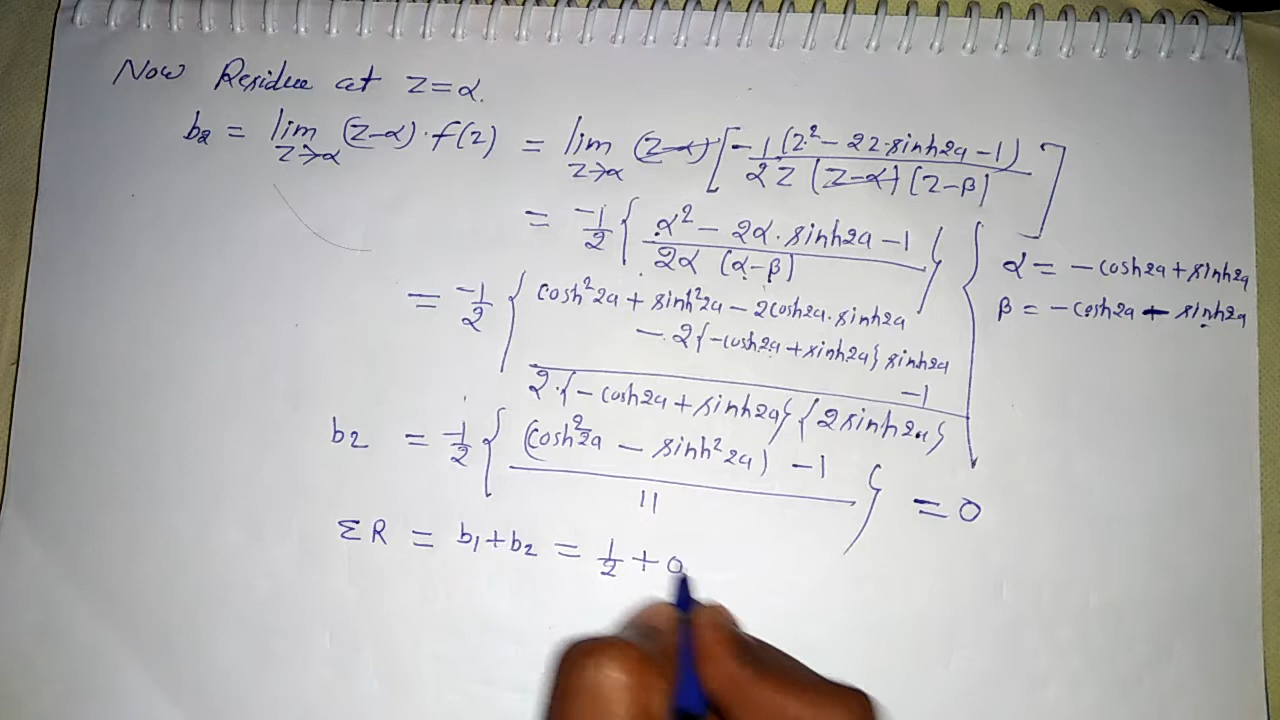 Now Residue at z=α.
b₂ = lim z→α (z-α)·f(z) = lim z→α (z-α) [ -1(z²-2z·sinh2a-1) / 2z(z-α)(z-β) ]
= -1/2 { α² - 2α·sinh2a - 1 / 2α (α-β) }
α = -cosh2a + sinh2a
β = -cosh2a - sinh2a
= -1/2 { cosh²2a + sinh²2a - 2cosh2a·sinh2a
- 2{-cosh2a + sinh2a} sinh2a
-1
/ 2·{-cosh2a + sinh2a} {2sinh2a}
b₂ = -1/2 { (cosh²2a - sinh²2a) - 1 / 11 } = 0
ΣR = b₁+b₂ = 1/2 + 0